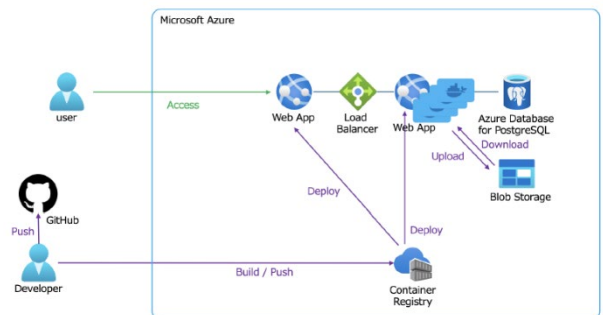 Microsoft Azure
Access
user
Web App
Load
Balancer
Web App
Azure Database
for PostgreSQL
Download
Upload
Blob Storage
GitHub
Push
Deploy
Deploy
Developer
Build / Push
Container
Registry